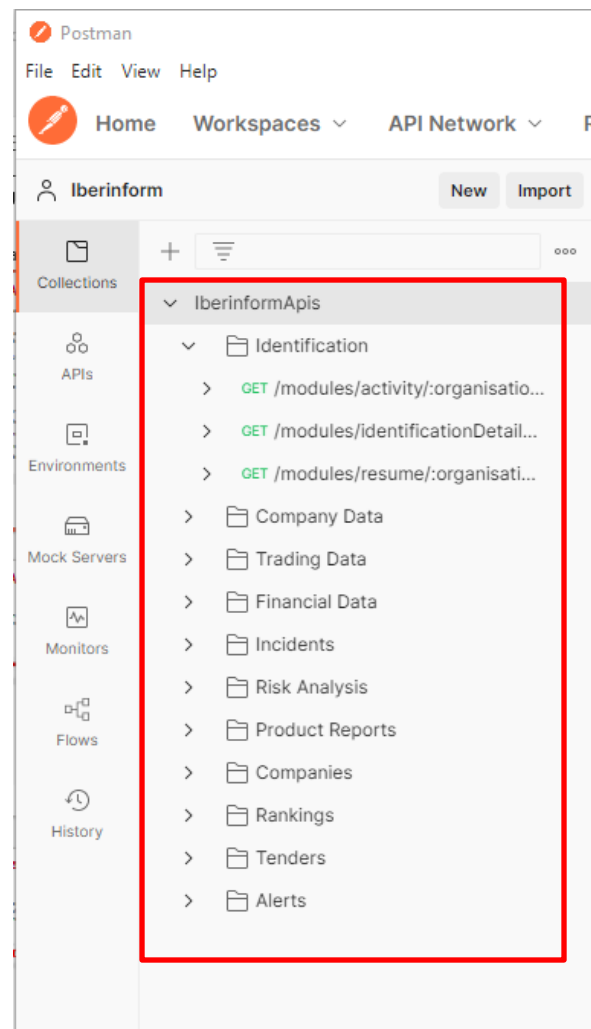 Postman
File Edit View Help
Home Workspaces API Network
Iberinform New Import
Collections
APIs
Environments
Mock Servers
Monitors
Flows
History
IberinformApis
Identification
GET /modules/activity/:organisatio...
GET /modules/identificationDetail...
GET /modules/resume/:organisati...
Company Data
Trading Data
Financial Data
Incidents
Risk Analysis
Product Reports
Companies
Rankings
Tenders
Alerts